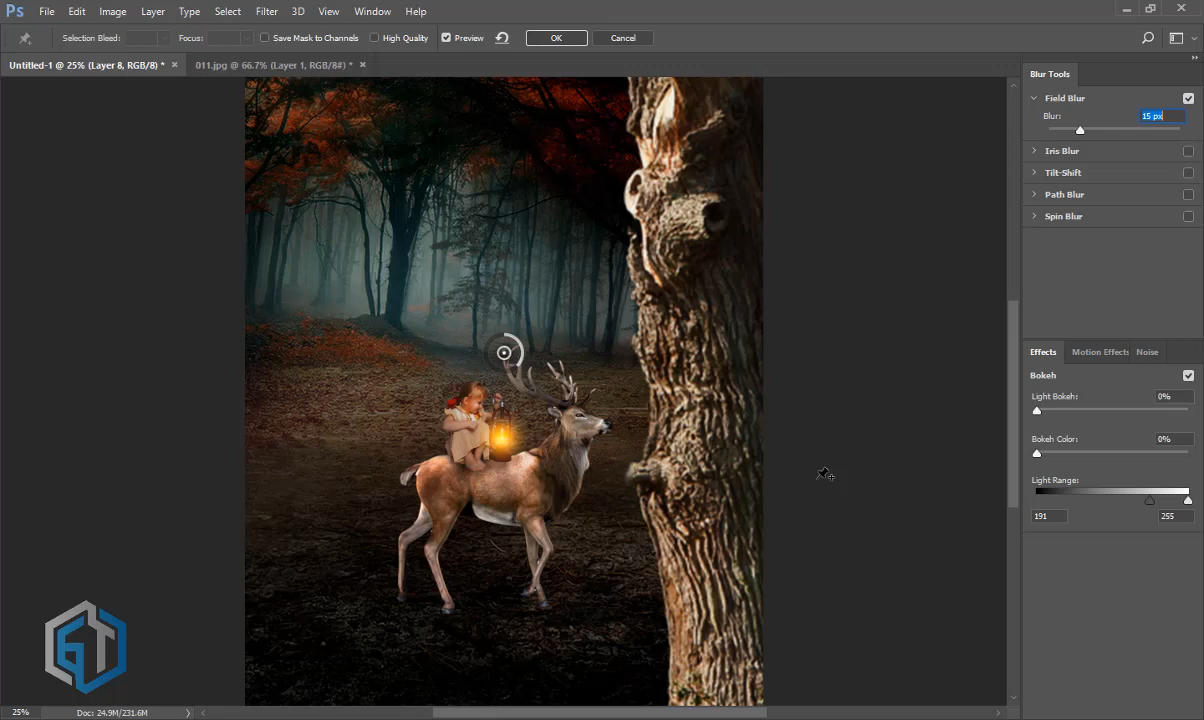 Ps File Edit Image Layer Type Select Filter 3D View Window Help
Selection Bleed: Focus: Save Mask to Channels High Quality Preview OK Cancel
Untitled-1 @ 25% (Layer 8, RGB/8) * × 011.jpg @ 66.7% (Layer 1, RGB/8#) * ×
Blur Tools
Field Blur
Blur: 15 px
Iris Blur
Tilt-Shift
Path Blur
Spin Blur
Effects Motion Effects Noise
Bokeh
Light Bokeh: 0%
Bokeh Color: 0%
Light Range:
191 255
GT
25% Doc: 24.9M/231.6M